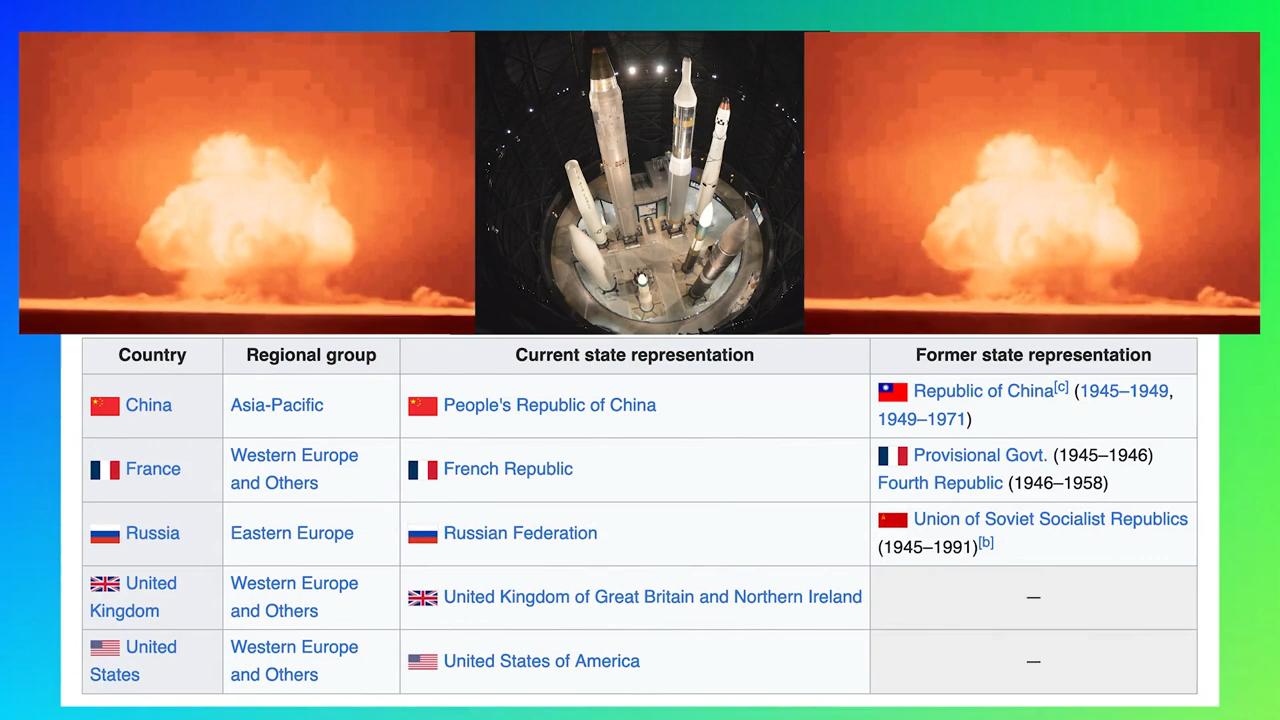 Country Regional group Current state representation Former state representation
China Asia-Pacific People's Republic of China Republic of China[c] (1945–1949,
1949–1971)
France Western Europe
and Others French Republic Provisional Govt. (1945–1946)
Fourth Republic (1946–1958)
Russia Eastern Europe Russian Federation Union of Soviet Socialist Republics
(1945–1991)[b]
United
Kingdom Western Europe
and Others United Kingdom of Great Britain and Northern Ireland —
United
States Western Europe
and Others United States of America —